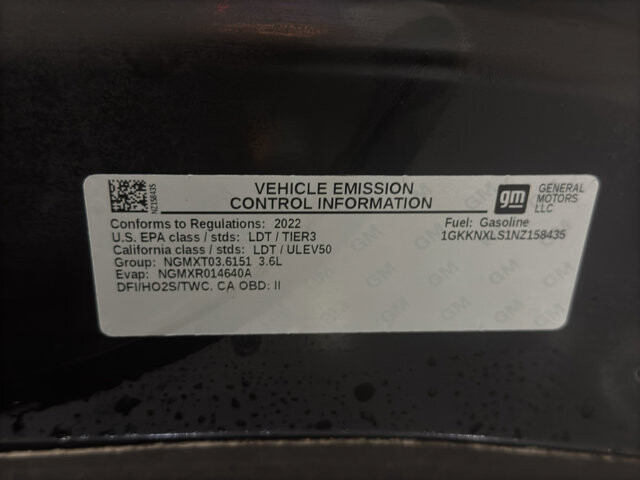 NZ158435
VEHICLE EMISSION
CONTROL INFORMATION
gm
GENERAL
MOTORS
LLC
Conforms to Regulations: 2022
U.S. EPA class / stds: LDT / TIER3
California class / stds: LDT / ULEV50
Group: NGMXT03.6151 3.6L
Evap: NGMXR014640A
DFI/HO2S/TWC. CA OBD: II
Fuel: Gasoline
1GKKNXLS1NZ158435